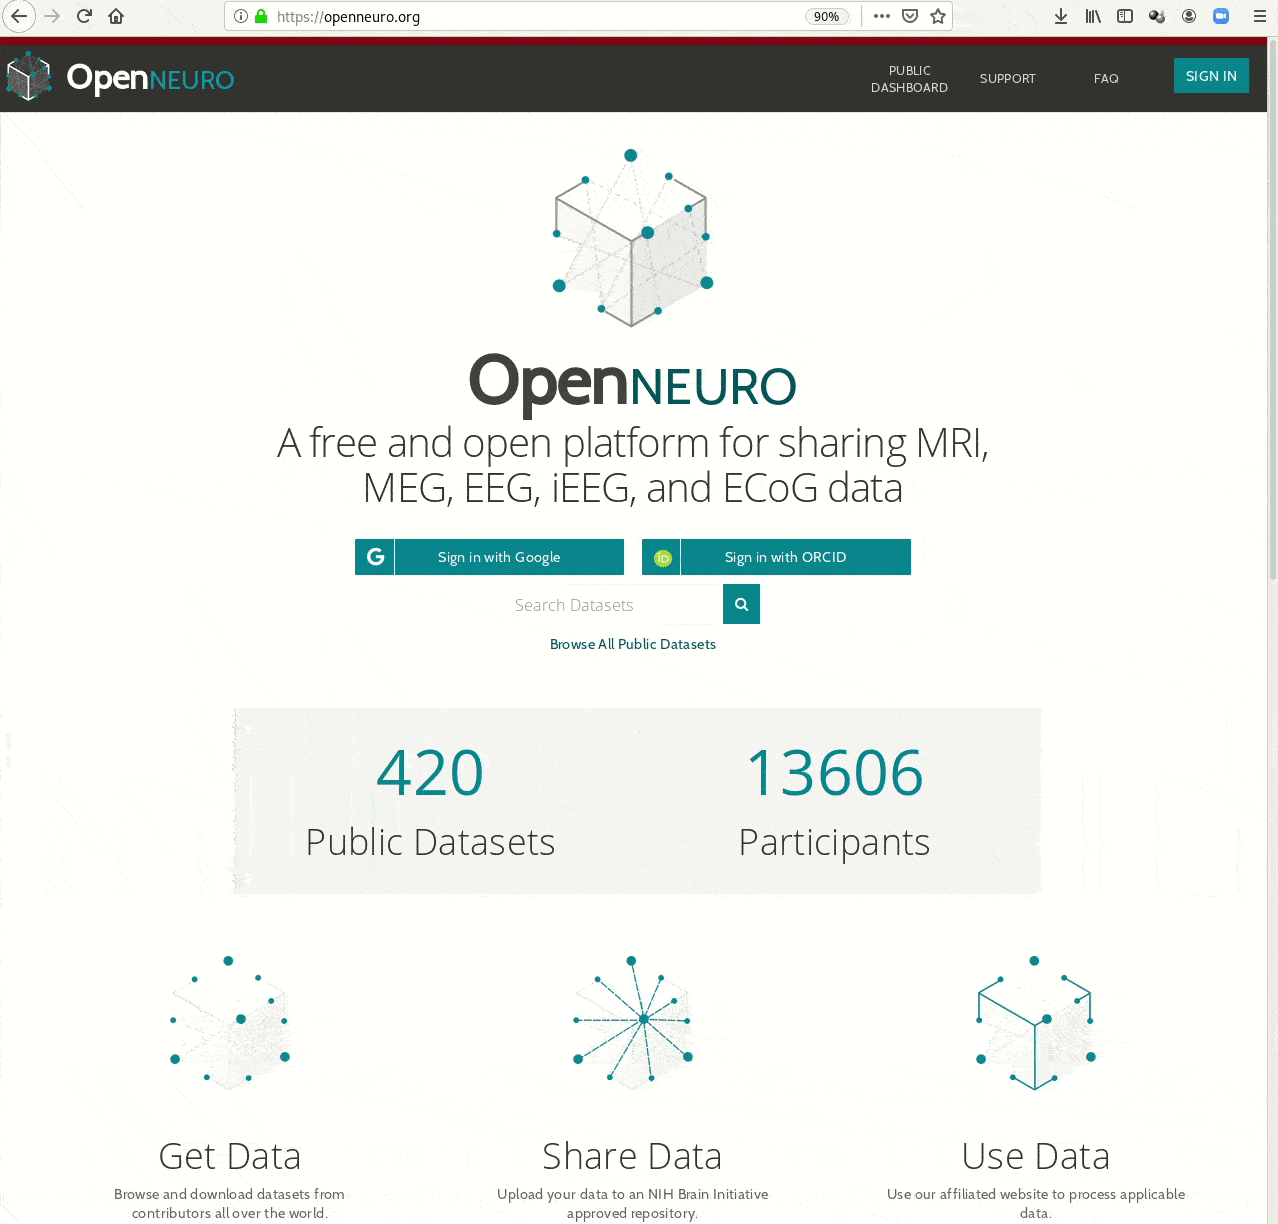 https://openneuro.org
90%
OpenNEURO
PUBLIC
DASHBOARD
SUPPORT
FAQ
SIGN IN
OpenNEURO
A free and open platform for sharing MRI,
MEG, EEG, iEEG, and ECoG data
G
Sign in with Google
iD
Sign in with ORCID
Search Datasets
Browse All Public Datasets
420
Public Datasets
13606
Participants
Get Data
Browse and download datasets from
contributors all over the world.
Share Data
Upload your data to an NIH Brain Initiative
approved repository.
Use Data
Use our affiliated website to process applicable
data.